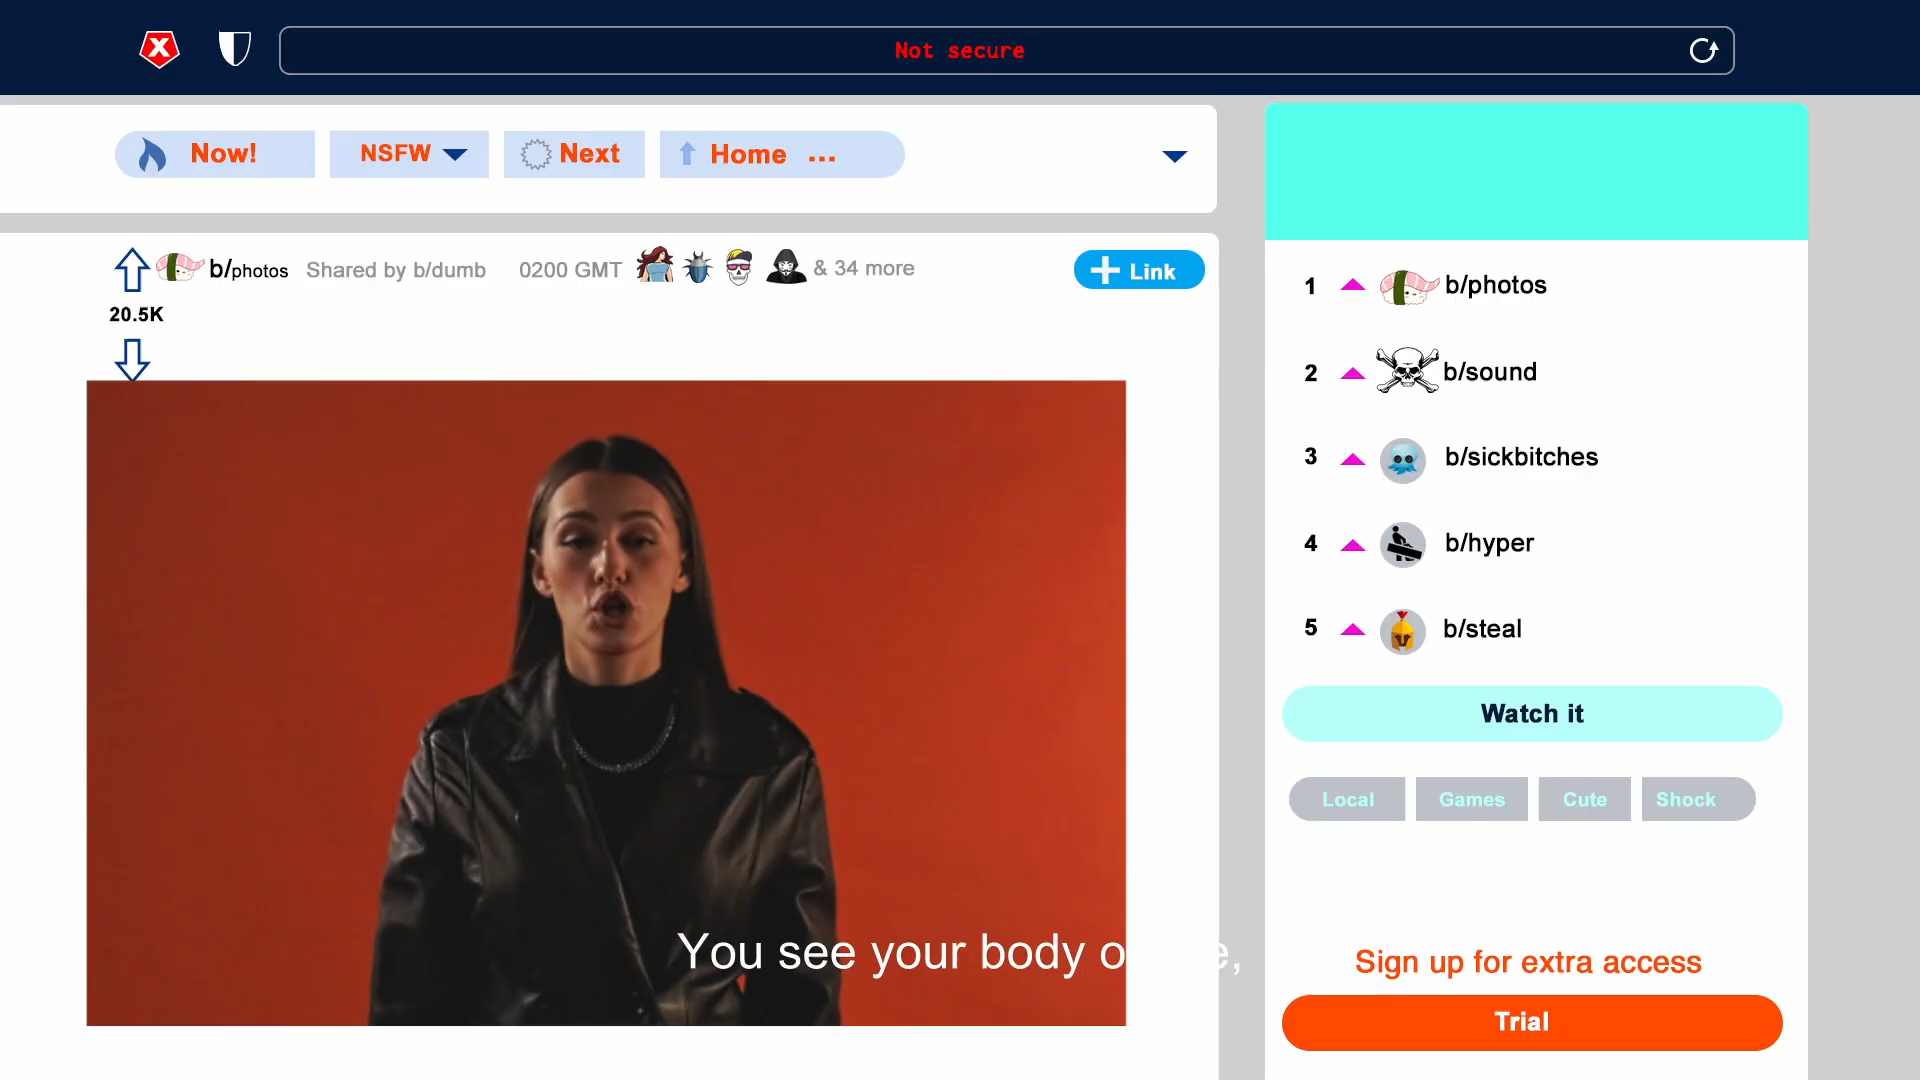 Not secure
Now!
NSFW
Next
Home ...
b/photos Shared by b/dumb 0200 GMT & 34 more
Link
20.5K
1 b/photos
2 b/sound
3 b/sickbitches
4 b/hyper
5 b/steal
Watch it
Local
Games
Cute
Shock
You see your body
Sign up for extra access
Trial